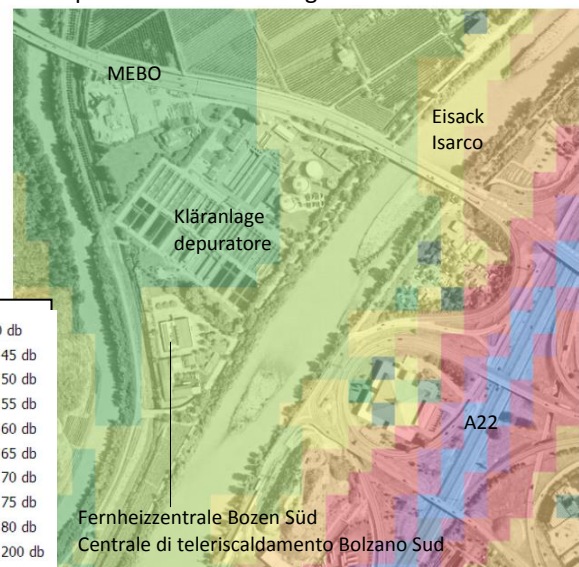 MEBO
Eisack
Isarco
Kläranlage
depuratore
db
45 db
50 db
55 db
60 db
65 db
70 db
75 db
80 db
200 db
A22
Fernheizzentrale Bozen Süd
Centrale di teleriscaldamento Bolzano Sud